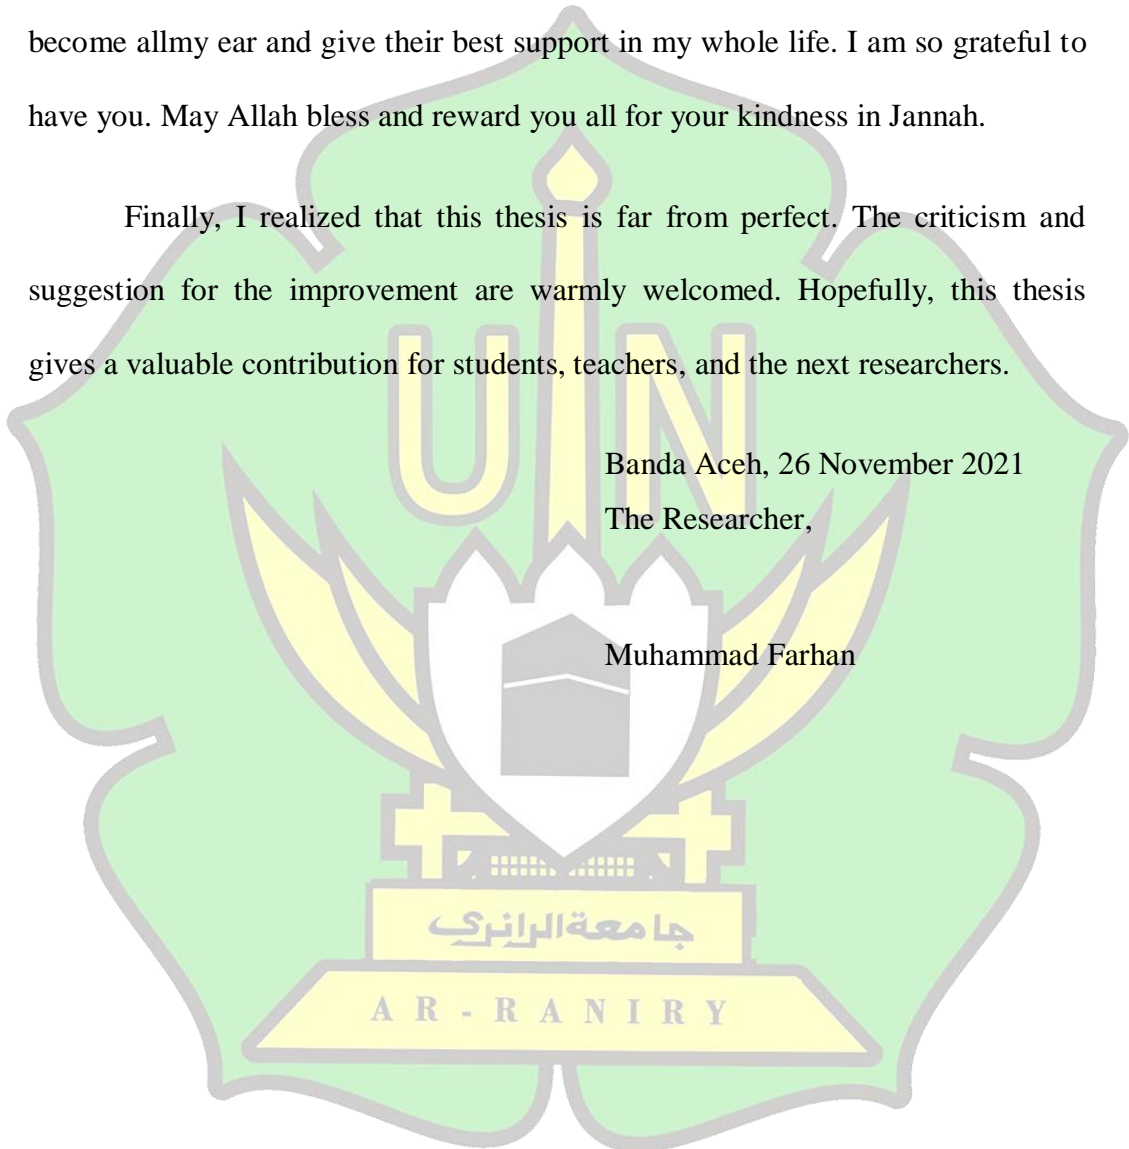 become allmy ear and give their best support in my whole life. I am so grateful to
have you. May Allah bless and reward you all for your kindness in Jannah.
Finally, I realized that this thesis is far from perfect. The criticism and
suggestion for the improvement are warmly welcomed. Hopefully, this thesis
gives a valuable contribution for students, teachers, and the next researchers.
UIN
Banda Aceh, 26 November 2021
The Researcher,
Muhammad Farhan
جامعة الرانري
AR-RANIRY